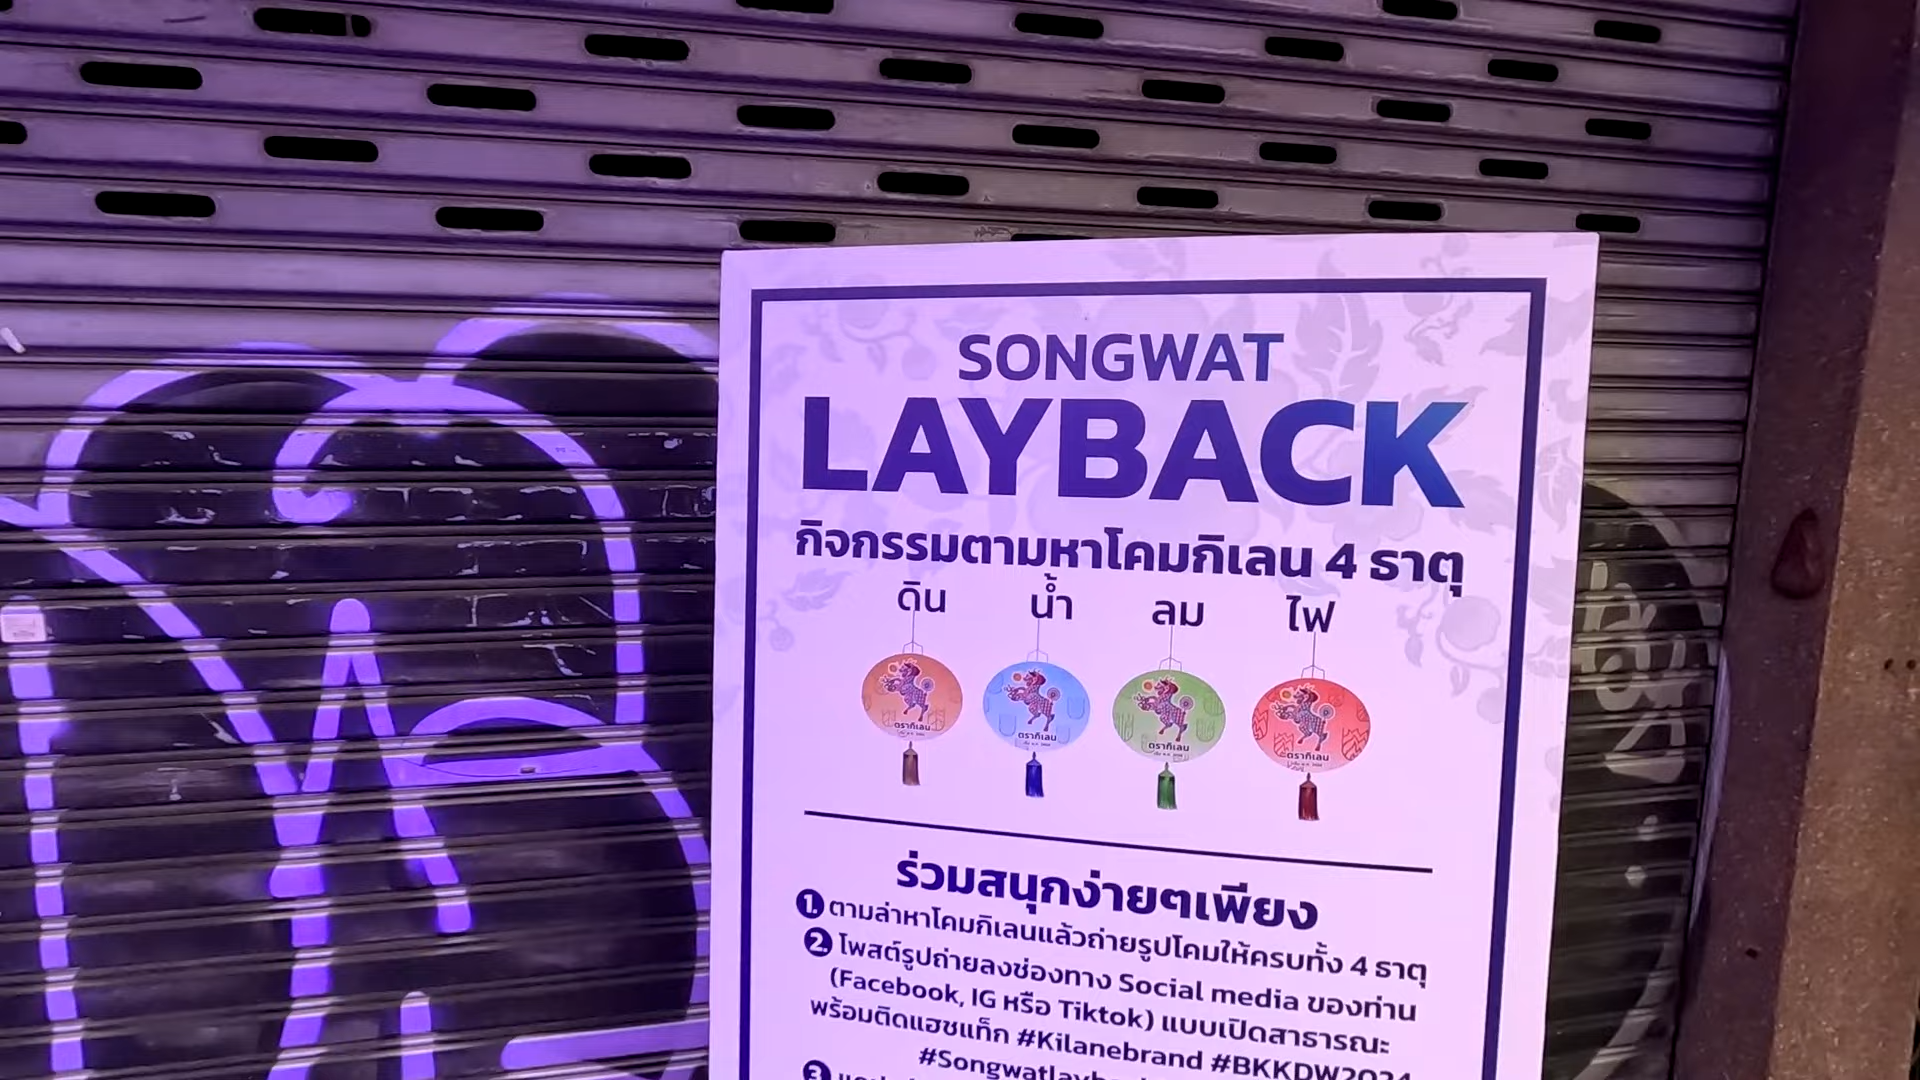 SONGWAT
LAYBACK
กิจกรรมตามหาโคมกิเลน 4 ธาตุ
ดิน น้ำ ลม ไฟ
ตรากิเลน ตรากิเลน ตรากิเลน ตรากิเลน
ร่วมสนุกง่ายๆเพียง
1. ตามล่าหาโคมกิเลนแล้วถ่ายรูปโคมให้ครบทั้ง 4 ธาตุ
2. โพสต์รูปถ่ายลงช่องทาง Social media ของท่าน
(Facebook, IG หรือ Tiktok) แบบเปิดสาธารณะ
พร้อมติดแฮชแท็ก #Kilanebrand #BKKDW2024
3.